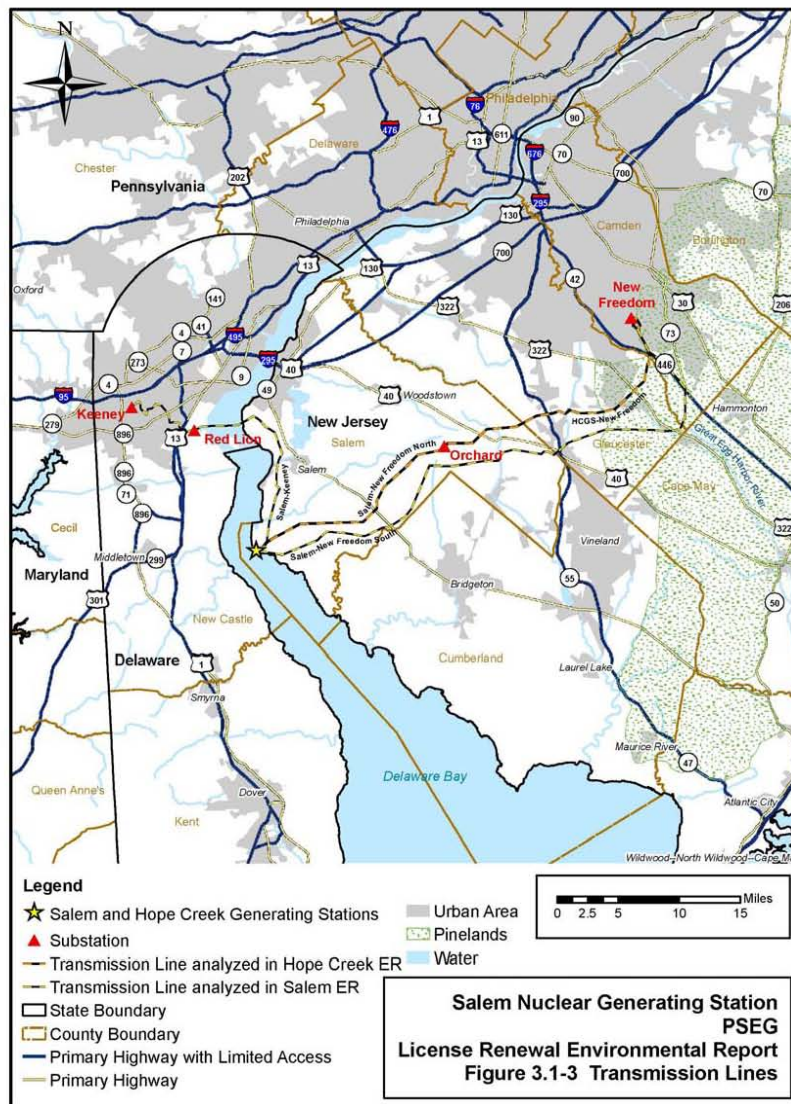 N
76
Philadelphia
90
1
476
611
13
676
70
Delaware
Chester
202
Pennsylvania
700
70
295
130
Camden
Burlington
Philadelphia
13
130
700
42
New
Freedom
30
206
Oxford
141
322
73
4
41
495
7
322
273
295
40
446
9
95
4
49
40
Woodstown
Hammonton
Keeney
New Jersey
HCGS-New Freedom
279
896
13
Red Lion
Salem
Orchard
Gloucester
Great Egg Harbor River
Salem-New Freedom North
Salem
40
Cape May
896
71
Salem-Keeney
322
896
Cecil
Salem-New Freedom South
Vineland
Middletown
299
Maryland
Bridgeton
55
301
50
New Castle
Delaware
Cumberland
1
Laurel Lake
Smyrna
Maurice River
47
Delaware Bay
Queen Anne's
Dover
Atlantic City
Kent
Wildwood--North Wildwood--Cape M
Legend
Salem and Hope Creek Generating Stations
Substation
Transmission Line analyzed in Hope Creek ER
Transmission Line analyzed in Salem ER
State Boundary
County Boundary
Primary Highway with Limited Access
Primary Highway
Urban Area
Pinelands
Water
Miles
0 2.5 5 10 15
Salem Nuclear Generating Station
PSEG
License Renewal Environmental Report
Figure 3.1-3 Transmission Lines